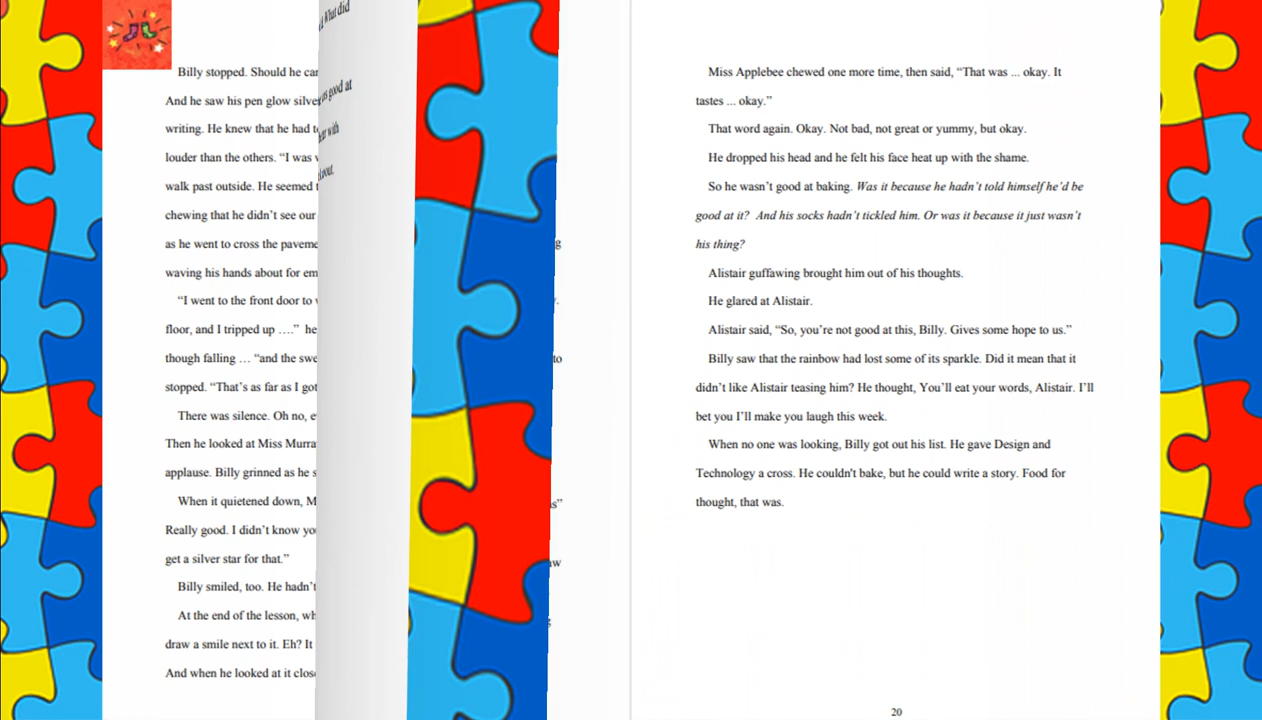 Billy stopped. Should he
And he saw his pen glow
writing. He knew that he had
louder than the others. “I was
walk past outside. He seemed
chewing that he didn’t see our
as he went to cross the
waving his hands about for
“I went to the front door to
floor, and I tripped up ….” he
though falling … “and the
stopped. “That’s as far as I got
There was silence. Oh no,
Then he looked at Miss
applause. Billy grinned as he
When it quietened down,
Really good. I didn’t know
get a silver star for that.”
Billy smiled, too. He hadn’t
At the end of the lesson,
draw a smile next to it. Eh? It
And when he looked at it
What did
good at
with
to
Miss Applebee chewed one more time, then said, “That was ... okay. It
tastes ... okay.”
That word again. Okay. Not bad, not great or yummy, but okay.
He dropped his head and he felt his face heat up with the shame.
So he wasn’t good at baking. Was it because he hadn’t told himself he’d be
good at it? And his socks hadn’t tickled him. Or was it because it just wasn’t
his thing?
Alistair guffawing brought him out of his thoughts.
He glared at Alistair.
Alistair said, “So, you’re not good at this, Billy. Gives some hope to us.”
Billy saw that the rainbow had lost some of its sparkle. Did it mean that it
didn’t like Alistair teasing him? He thought, You’ll eat your words, Alistair. I’ll
bet you I’ll make you laugh this week.
When no one was looking, Billy got out his list. He gave Design and
Technology a cross. He couldn't bake, but he could write a story. Food for
thought, that was.
20